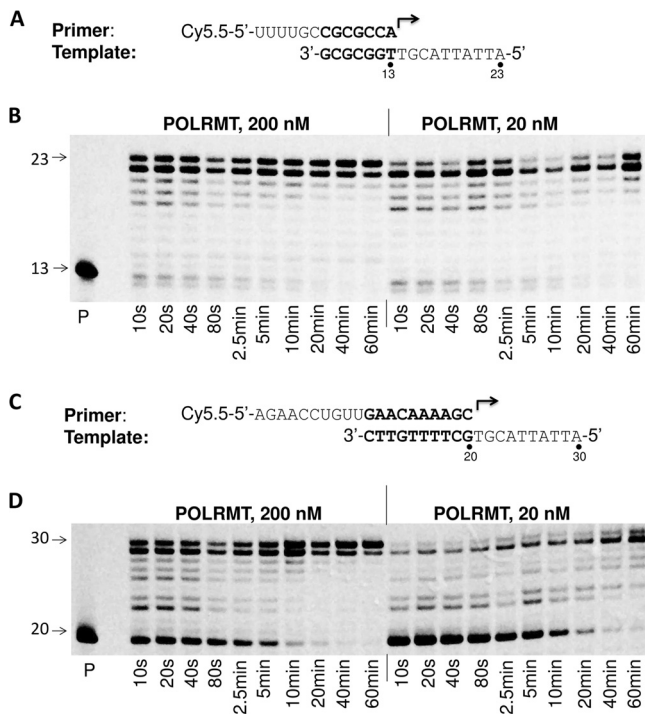 A
Primer: Cy5.5-5'-UUUUGCCGCGCCA
Template: 3'-GCGCGGTTGCATTATTA-5'
13 23
B
POLRMT, 200 nM POLRMT, 20 nM
23
13
P 10s 20s 40s 80s 2.5min 5min 10min 20min 40min 60min 10s 20s 40s 80s 2.5min 5min 10min 20min 40min 60min
C
Primer: Cy5.5-5'-AGAACCUGUUGAACAAAAGC
Template: 3'-CTTGTTTTCGTGCATTATTA-5'
20 30
D
POLRMT, 200 nM POLRMT, 20 nM
30
20
P 10s 20s 40s 80s 2.5min 5min 10min 20min 40min 60min 10s 20s 40s 80s 2.5min 5min 10min 20min 40min 60min